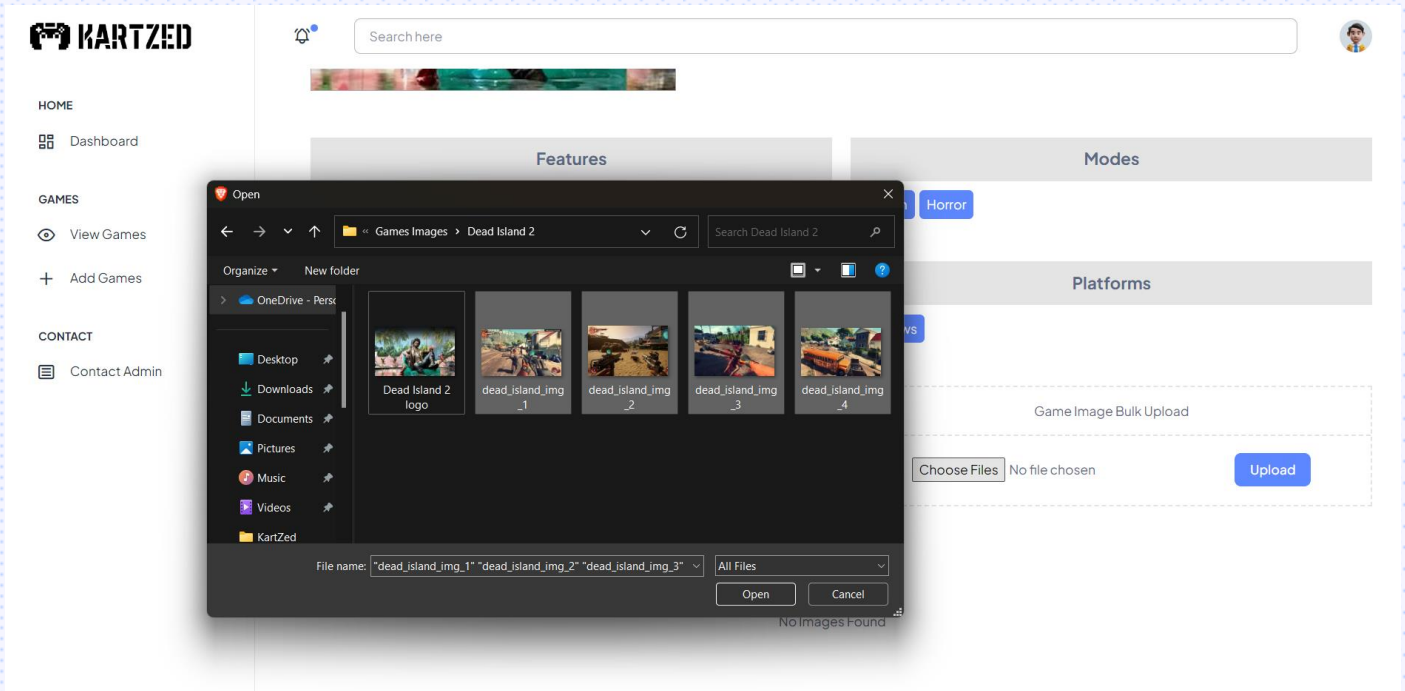 KARTZED
Search here
HOME
Dashboard
GAMES
View Games
Add Games
CONTACT
Contact Admin
Features
Modes
Horror
Platforms
Game Image Bulk Upload
Choose Files No file chosen
Upload
No Images Found
Open
« Games Images > Dead Island 2
Search Dead Island 2
Organize
New folder
OneDrive - Perso
Desktop
Downloads
Documents
Pictures
Music
Videos
KartZed
Dead Island 2
logo
dead_island_img
_1
dead_island_img
_2
dead_island_img
_3
dead_island_img
_4
File name: "dead_island_img_1" "dead_island_img_2" "dead_island_img_3"
All Files
Open
Cancel